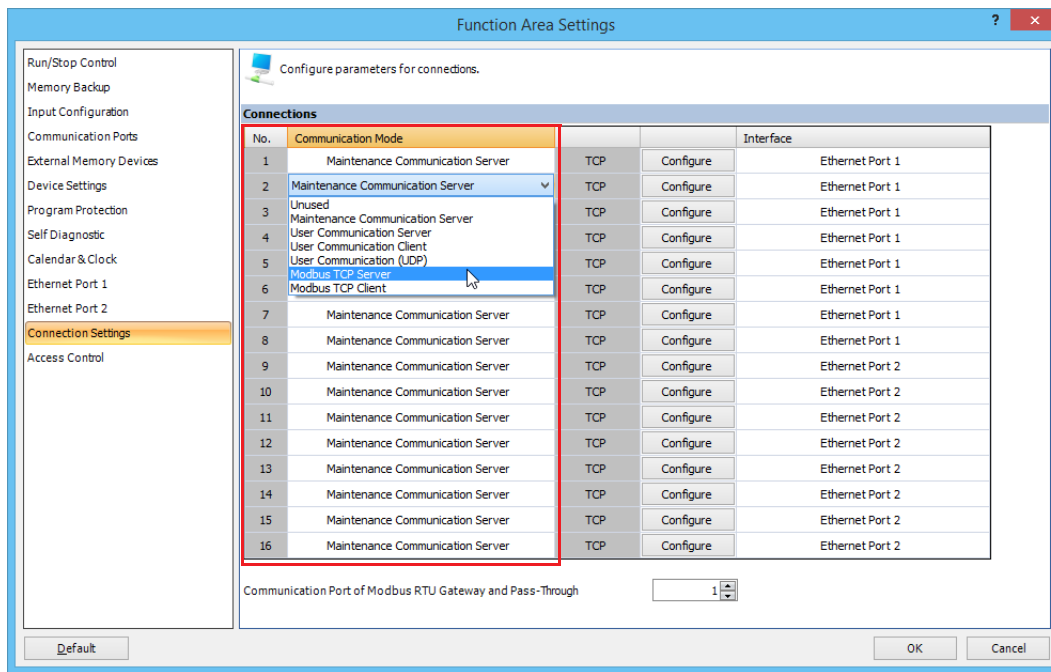 Function Area Settings
?
×
Run/Stop Control
Memory Backup
Input Configuration
Communication Ports
External Memory Devices
Device Settings
Program Protection
Self Diagnostic
Calendar & Clock
Ethernet Port 1
Ethernet Port 2
Connection Settings
Access Control
Configure parameters for connections.
Connections
No. Communication Mode Interface
1 Maintenance Communication Server TCP Configure Ethernet Port 1
2 Maintenance Communication Server TCP Configure Ethernet Port 1
Unused
Maintenance Communication Server
User Communication Server
User Communication Client
User Communication (UDP)
Modbus TCP Server
Modbus TCP Client
3 TCP Configure Ethernet Port 1
4 TCP Configure Ethernet Port 1
5 TCP Configure Ethernet Port 1
6 TCP Configure Ethernet Port 1
7 Maintenance Communication Server TCP Configure Ethernet Port 1
8 Maintenance Communication Server TCP Configure Ethernet Port 1
9 Maintenance Communication Server TCP Configure Ethernet Port 2
10 Maintenance Communication Server TCP Configure Ethernet Port 2
11 Maintenance Communication Server TCP Configure Ethernet Port 2
12 Maintenance Communication Server TCP Configure Ethernet Port 2
13 Maintenance Communication Server TCP Configure Ethernet Port 2
14 Maintenance Communication Server TCP Configure Ethernet Port 2
15 Maintenance Communication Server TCP Configure Ethernet Port 2
16 Maintenance Communication Server TCP Configure Ethernet Port 2
Communication Port of Modbus RTU Gateway and Pass-Through 1
Default
OK
Cancel